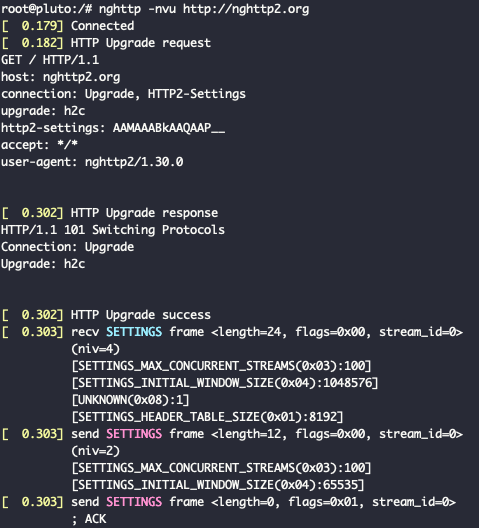 root@pluto:/# nghttp -nvu http://nghttp2.org
[  0.179] Connected
[  0.182] HTTP Upgrade request
GET / HTTP/1.1
host: nghttp2.org
connection: Upgrade, HTTP2-Settings
upgrade: h2c
http2-settings: AAMAAABkAAQAAP__
accept: */*
user-agent: nghttp2/1.30.0
[  0.302] HTTP Upgrade response
HTTP/1.1 101 Switching Protocols
Connection: Upgrade
Upgrade: h2c
[  0.302] HTTP Upgrade success
[  0.303] recv SETTINGS frame <length=24, flags=0x00, stream_id=0>
(niv=4)
[SETTINGS_MAX_CONCURRENT_STREAMS(0x03):100]
[SETTINGS_INITIAL_WINDOW_SIZE(0x04):1048576]
[UNKNOWN(0x08):1]
[SETTINGS_HEADER_TABLE_SIZE(0x01):8192]
[  0.303] send SETTINGS frame <length=12, flags=0x00, stream_id=0>
(niv=2)
[SETTINGS_MAX_CONCURRENT_STREAMS(0x03):100]
[SETTINGS_INITIAL_WINDOW_SIZE(0x04):65535]
[  0.303] send SETTINGS frame <length=0, flags=0x01, stream_id=0>
; ACK